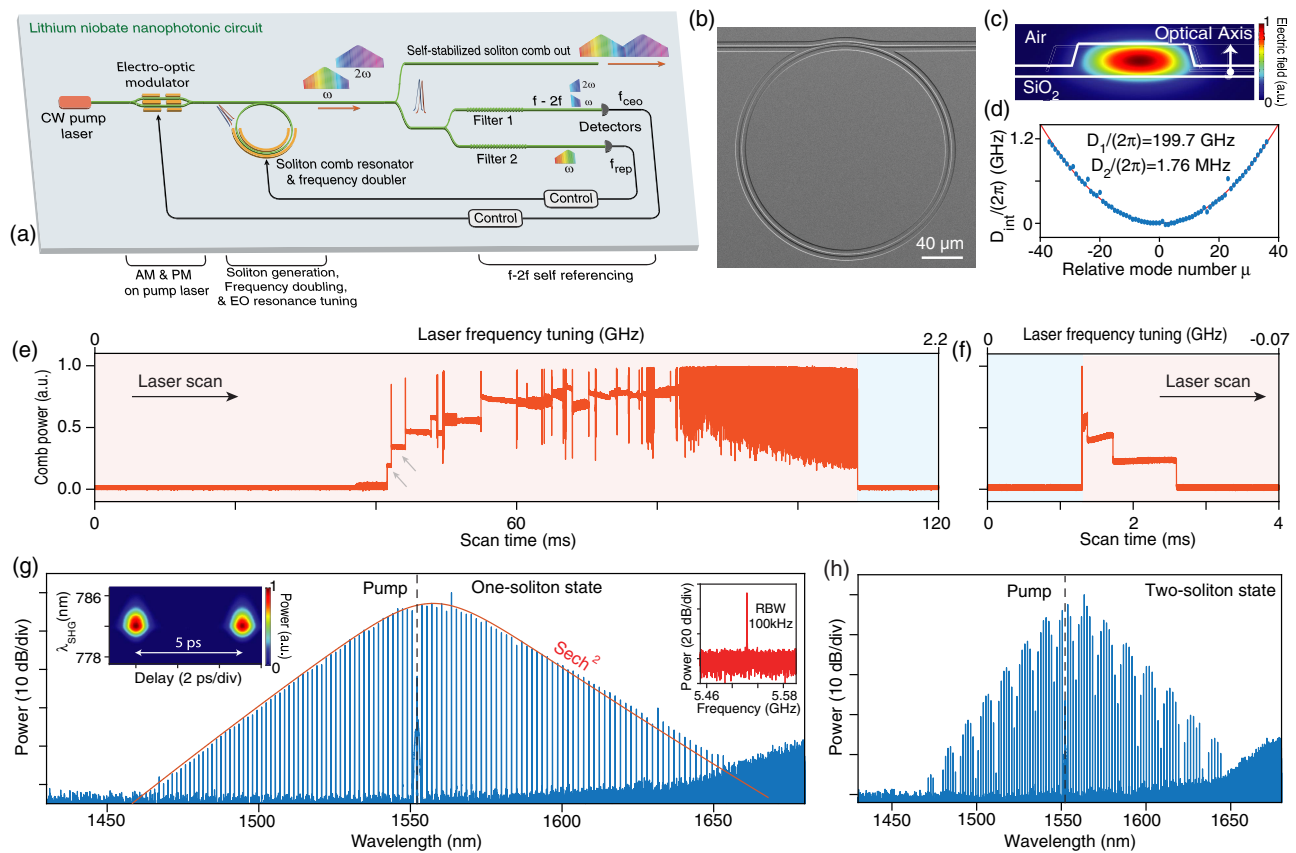 (a)
Lithium niobate nanophotonic circuit
Electro-optic
modulator
CW pump
laser
2ω
ω
Self-stabilized soliton comb out
2ω
ω
Soliton comb resonator
& frequency doubler
f - 2f
2ω
ω
Filter 1
Filter 2
ω
f_ceo
Detectors
f_rep
Control
Control
AM & PM
on pump laser
Soliton generation,
Frequency doubling,
& EO resonance tuning
f-2f self referencing
(b)
40 µm
(c)
Air
Optical Axis
SiO₂
1
0
Electric field (a.u.)
(d)
D₁/(2π)=199.7 GHz
D₂/(2π)=1.76 MHz
1.2
0
D_int/(2π) (GHz)
-40
-20
0
20
40
Relative mode number µ
(e)
Laser frequency tuning (GHz)
0
2.2
Laser scan
1.0
0.5
0.0
Comb power (a.u.)
0
60
120
Scan time (ms)
(f)
Laser frequency tuning (GHz)
0
-0.07
Laser scan
0
2
4
Scan time (ms)
(g)
Pump
One-soliton state
Sech²
786
778
λ_SHG(nm)
5 ps
Delay (2 ps/div)
1
0
Power (a.u.)
RBW
100kHz
Power (20 dB/div)
5.46
5.58
Frequency (GHz)
Power (10 dB/div)
1450
1500
1550
1600
1650
Wavelength (nm)
(h)
Pump
Two-soliton state
Power (10 dB/div)
1450
1500
1550
1600
1650
Wavelength (nm)